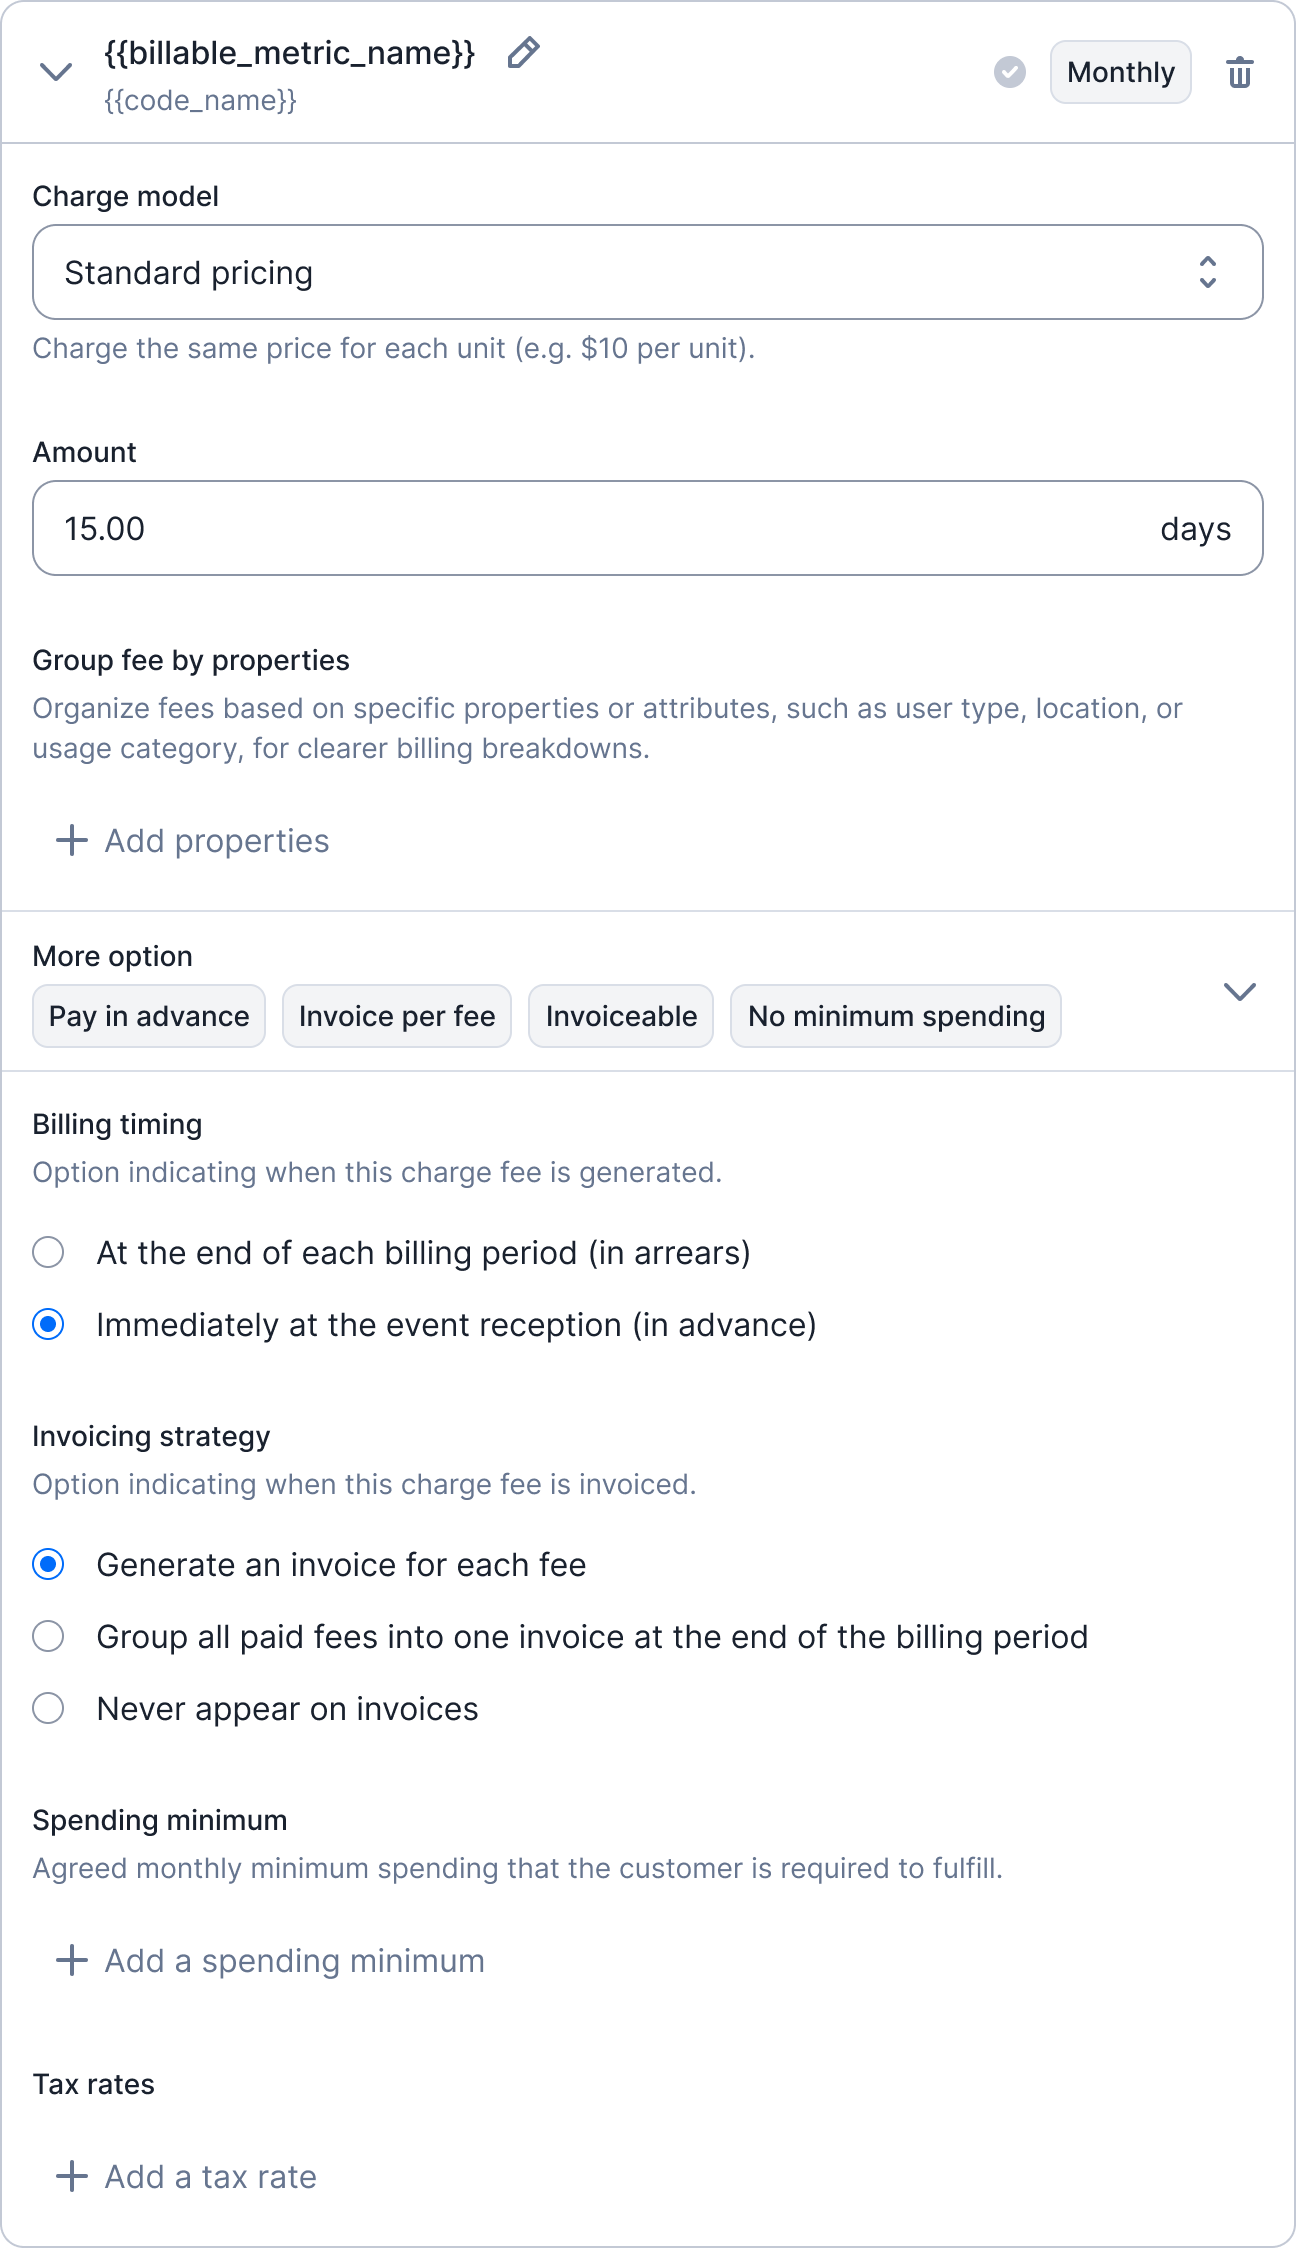 {{billable_metric_name}}
{{code_name}}
Monthly
Charge model
Standard pricing
Charge the same price for each unit (e.g. $10 per unit).
Amount
15.00 days
Group fee by properties
Organize fees based on specific properties or attributes, such as user type, location, or
usage category, for clearer billing breakdowns.
Add properties
More option
Pay in advance Invoice per fee Invoiceable No minimum spending
Billing timing
Option indicating when this charge fee is generated.
At the end of each billing period (in arrears)
Immediately at the event reception (in advance)
Invoicing strategy
Option indicating when this charge fee is invoiced.
Generate an invoice for each fee
Group all paid fees into one invoice at the end of the billing period
Never appear on invoices
Spending minimum
Agreed monthly minimum spending that the customer is required to fulfill.
Add a spending minimum
Tax rates
Add a tax rate